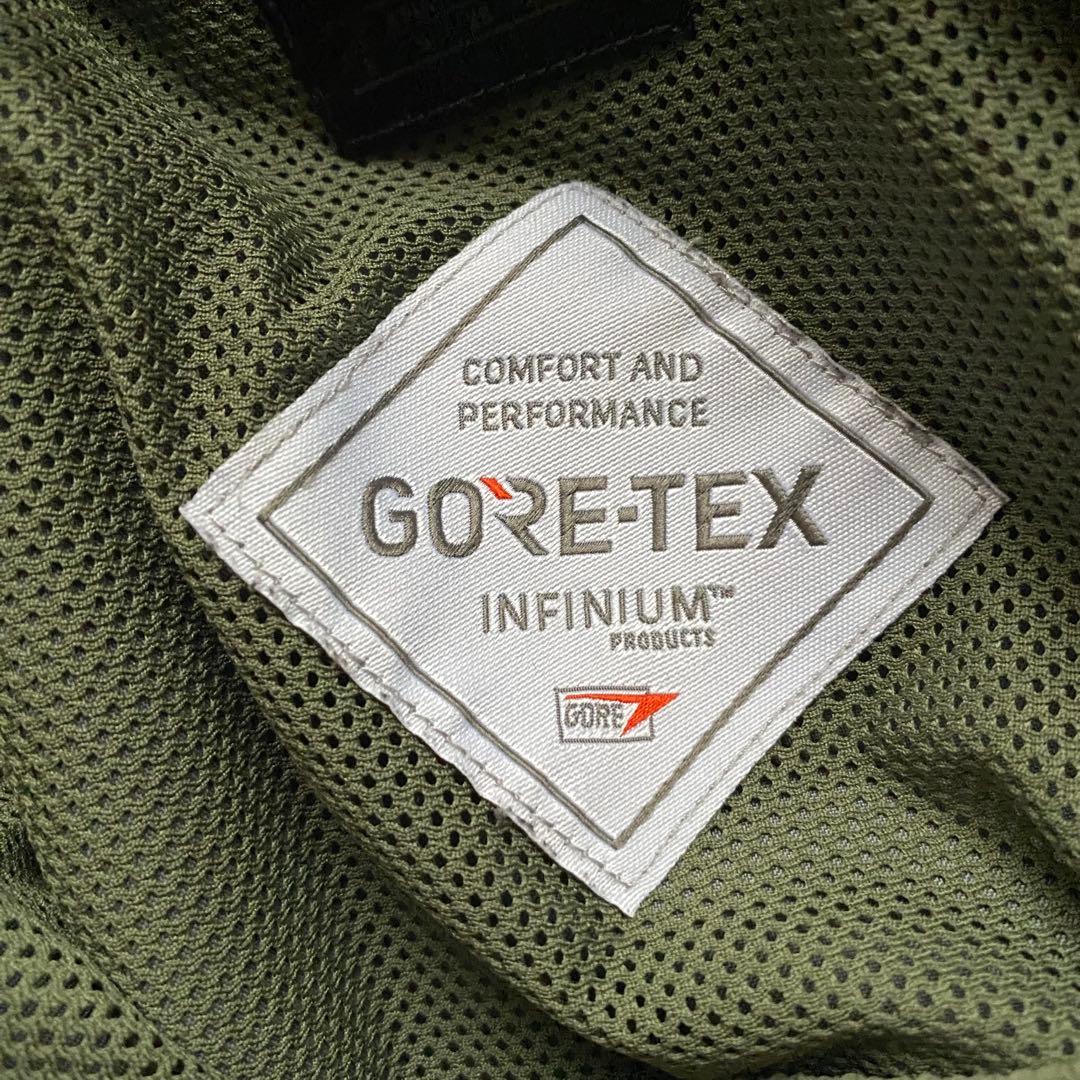 COMFORT AND
PERFORMANCE
GORE-TEX
INFINIUM™
PRODUCTS
GORE